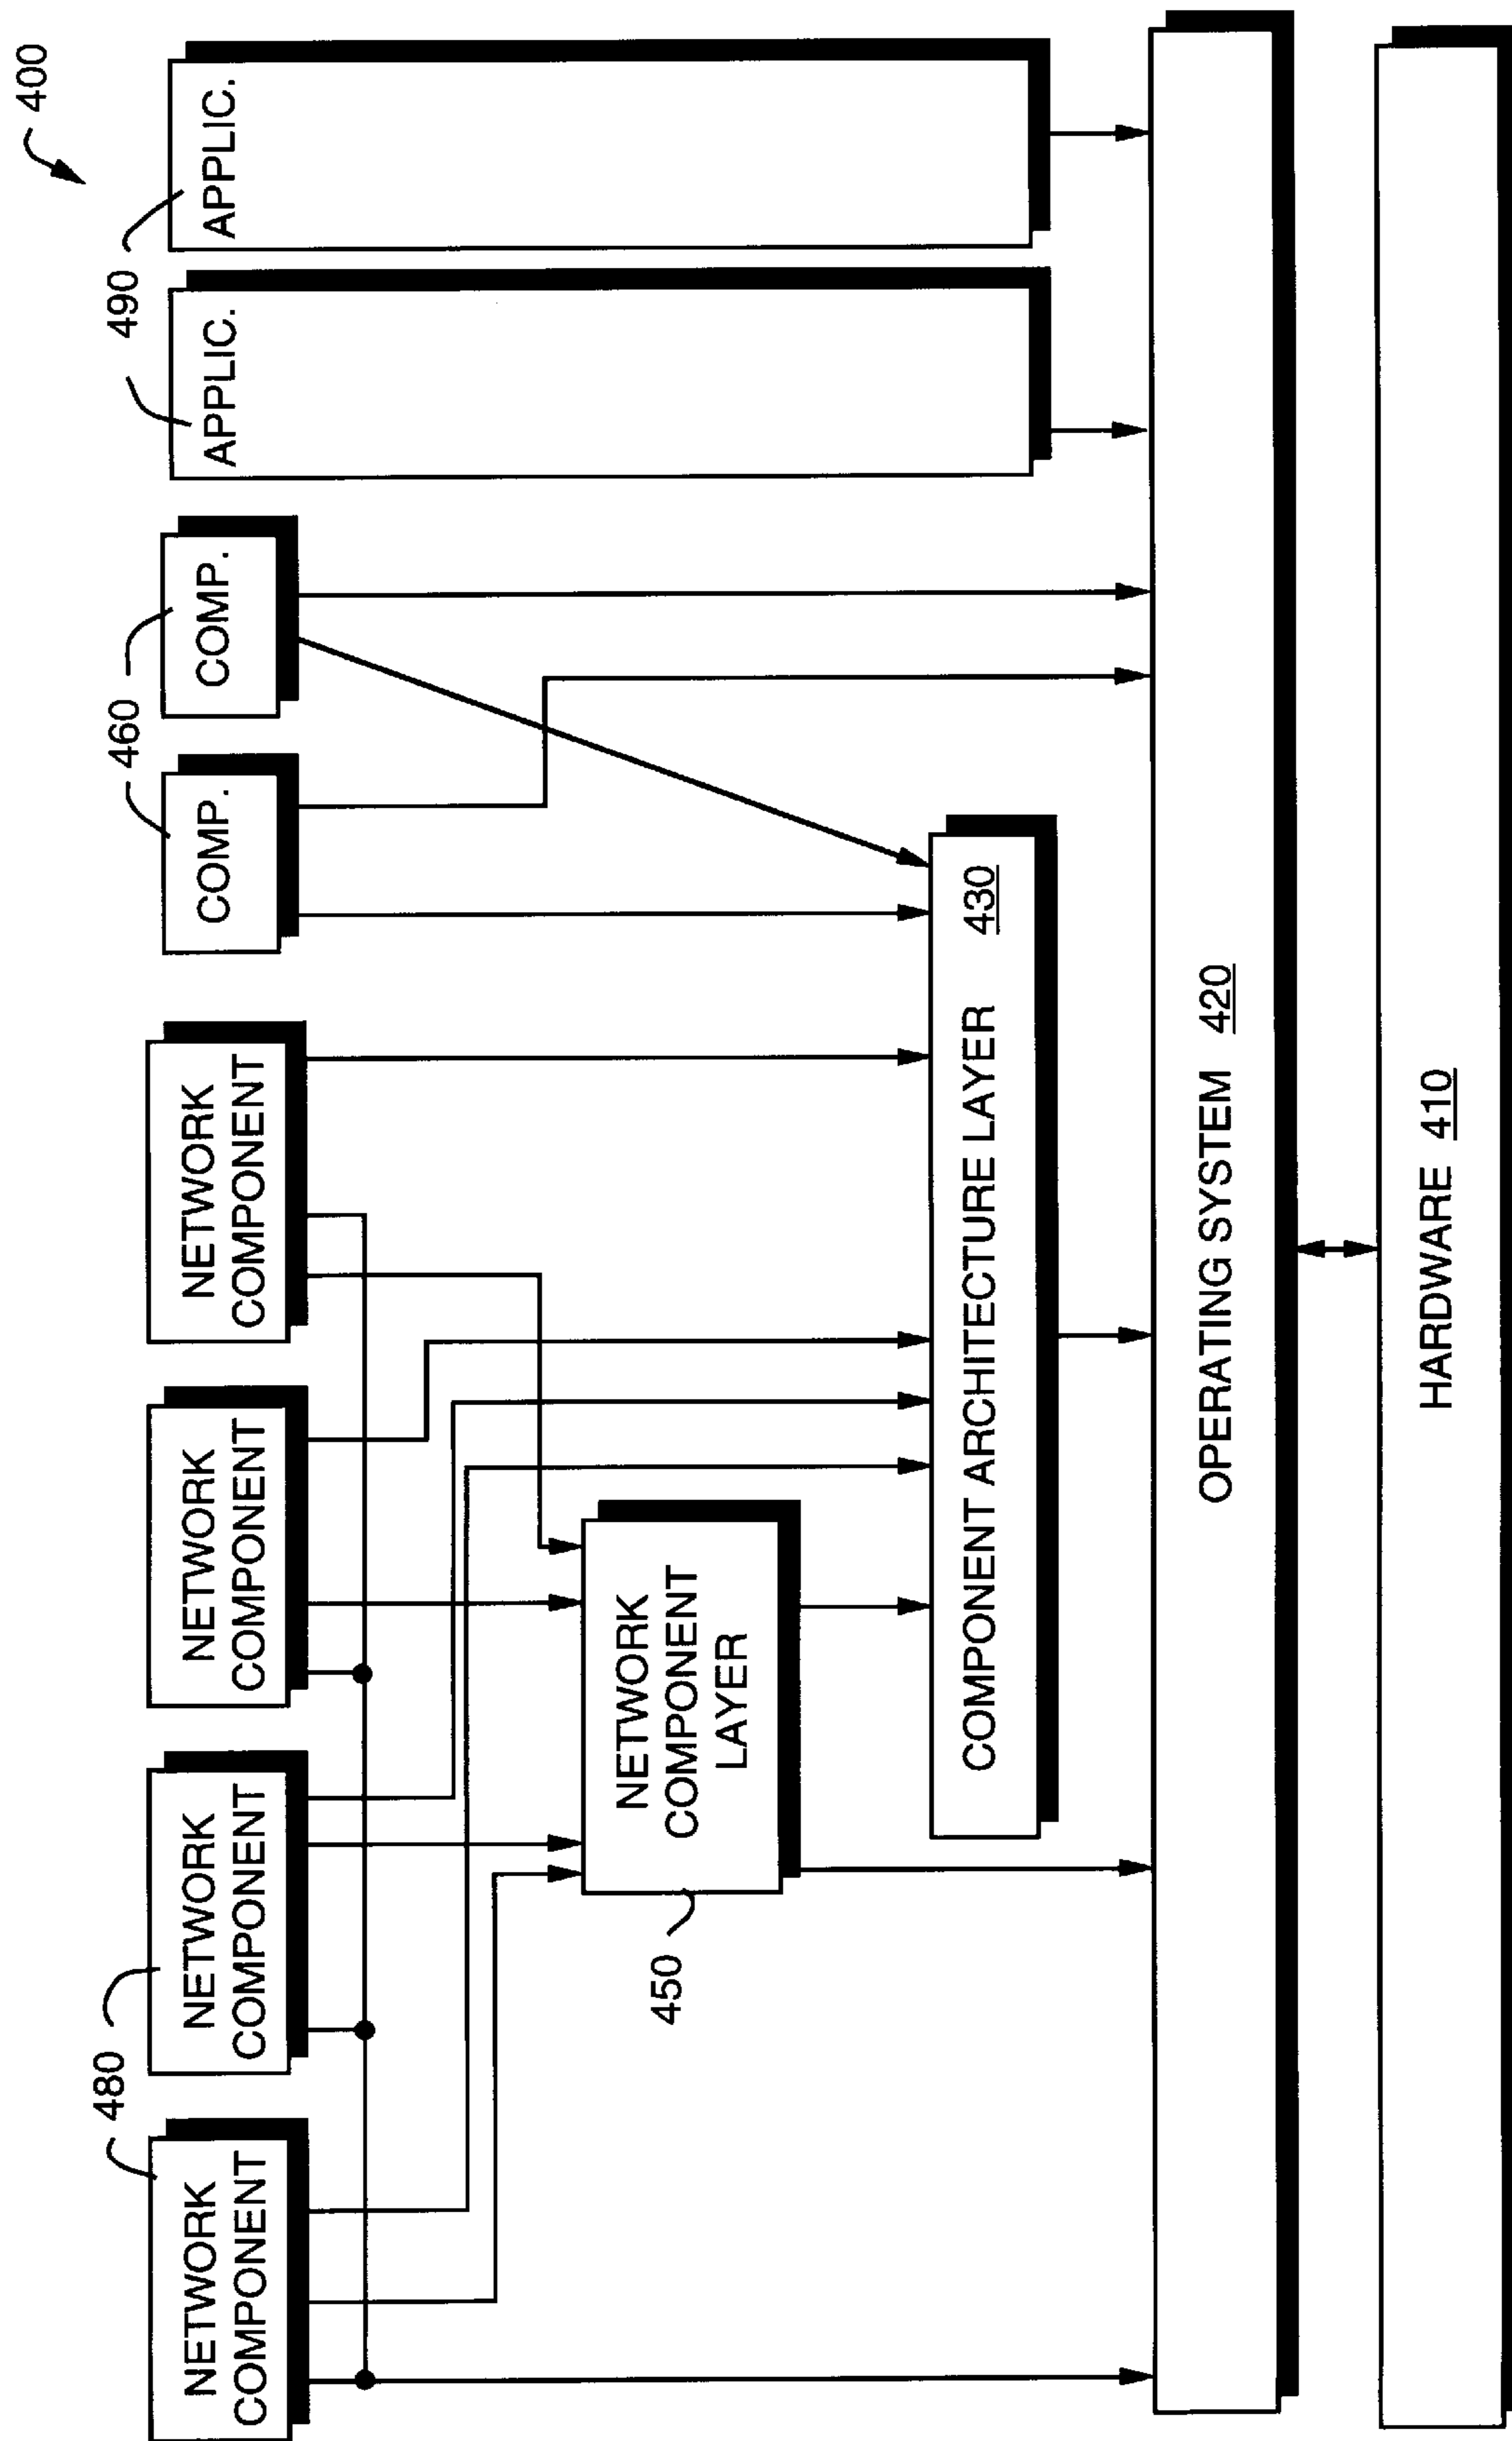 400
480
460
490
NETWORK
COMPONENT
NETWORK
COMPONENT
NETWORK
COMPONENT
NETWORK
COMPONENT
COMP.
COMP.
APPLIC.
APPLIC.
450
NETWORK
COMPONENT
LAYER
COMPONENT ARCHITECTURE LAYER 430
OPERATING SYSTEM 420
HARDWARE 410